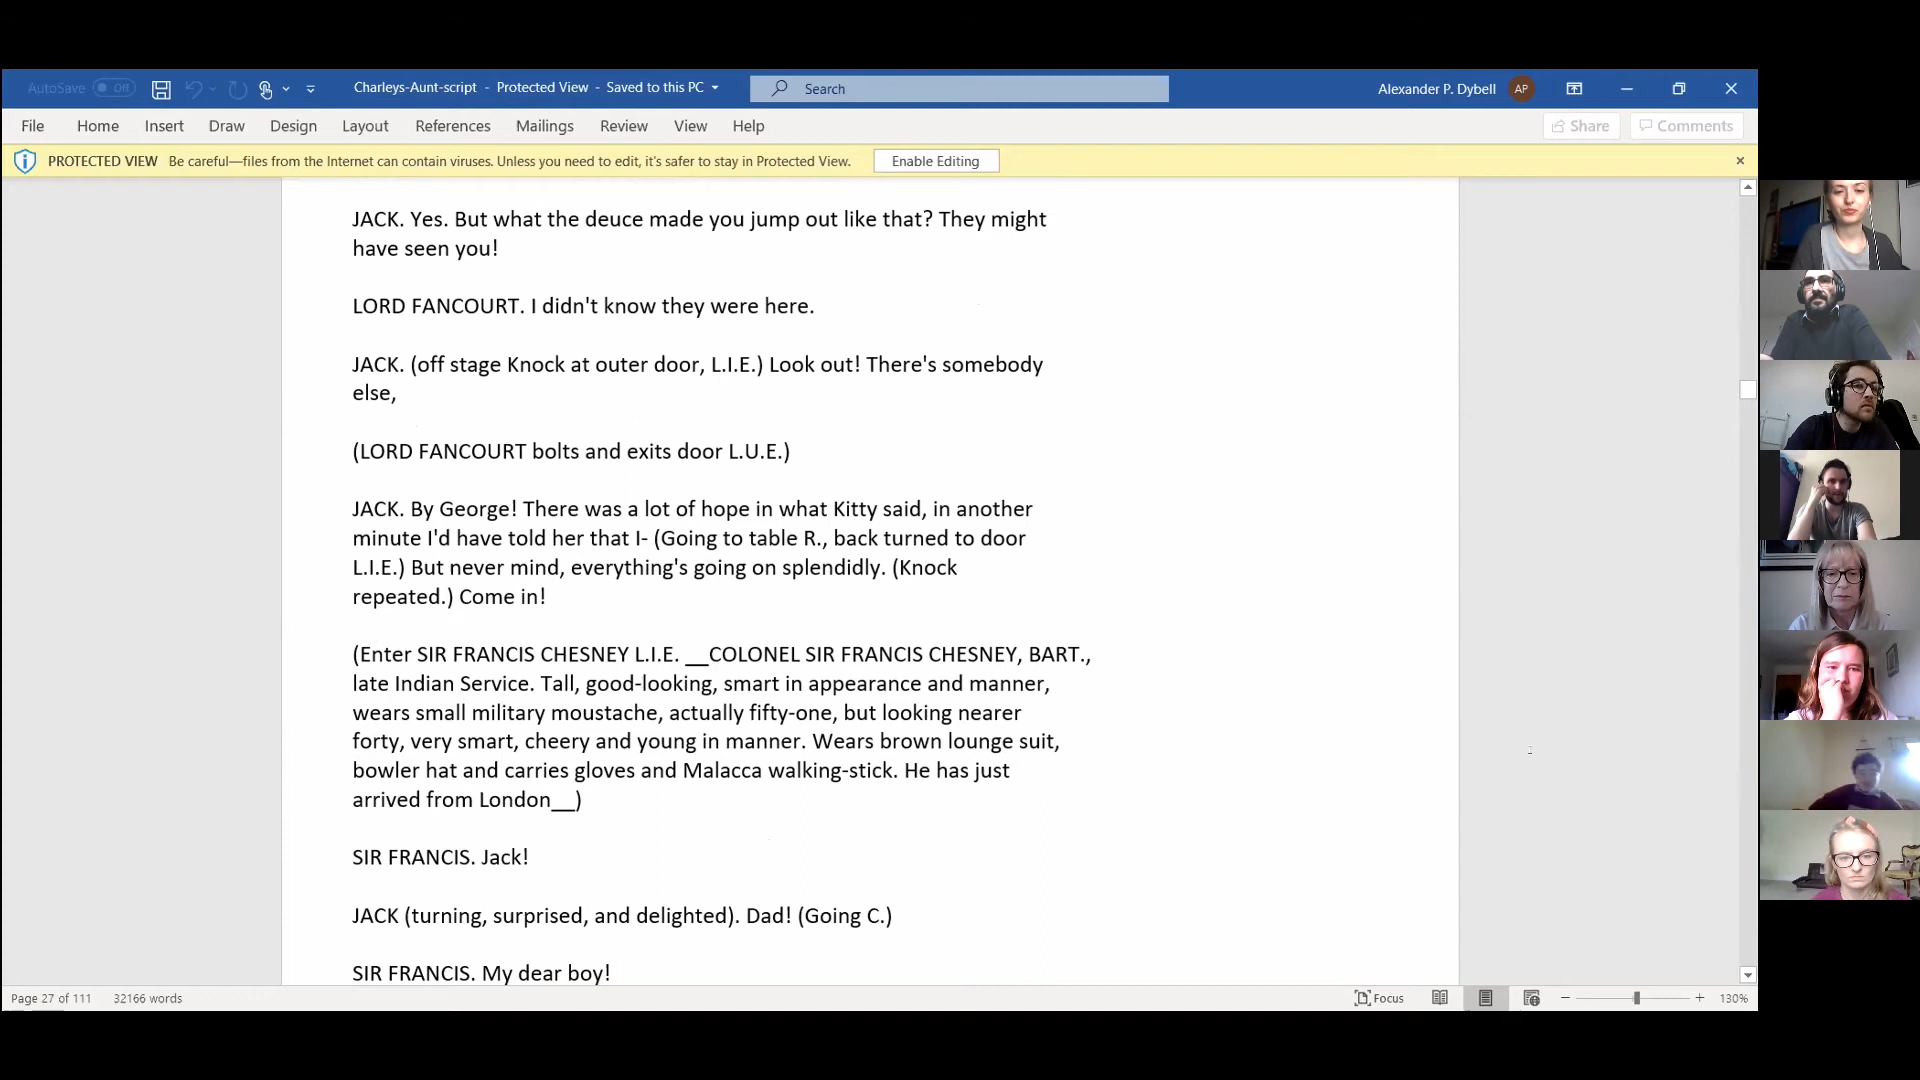 AutoSave Off Charleys-Aunt-script - Protected View - Saved to this PC Search Alexander P. Dybell AP
File Home Insert Draw Design Layout References Mailings Review View Help Share Comments
PROTECTED VIEW Be careful—files from the Internet can contain viruses. Unless you need to edit, it's safer to stay in Protected View. Enable Editing
JACK. Yes. But what the deuce made you jump out like that? They might
have seen you!
LORD FANCOURT. I didn't know they were here.
JACK. (off stage Knock at outer door, L.I.E.) Look out! There's somebody
else,
(LORD FANCOURT bolts and exits door L.U.E.)
JACK. By George! There was a lot of hope in what Kitty said, in another
minute I'd have told her that I- (Going to table R., back turned to door
L.I.E.) But never mind, everything's going on splendidly. (Knock
repeated.) Come in!
(Enter SIR FRANCIS CHESNEY L.I.E. __COLONEL SIR FRANCIS CHESNEY, BART.,
late Indian Service. Tall, good-looking, smart in appearance and manner,
wears small military moustache, actually fifty-one, but looking nearer
forty, very smart, cheery and young in manner. Wears brown lounge suit,
bowler hat and carries gloves and Malacca walking-stick. He has just
arrived from London__)
SIR FRANCIS. Jack!
JACK (turning, surprised, and delighted). Dad! (Going C.)
SIR FRANCIS. My dear boy!
Page 27 of 111 32166 words Focus 130%